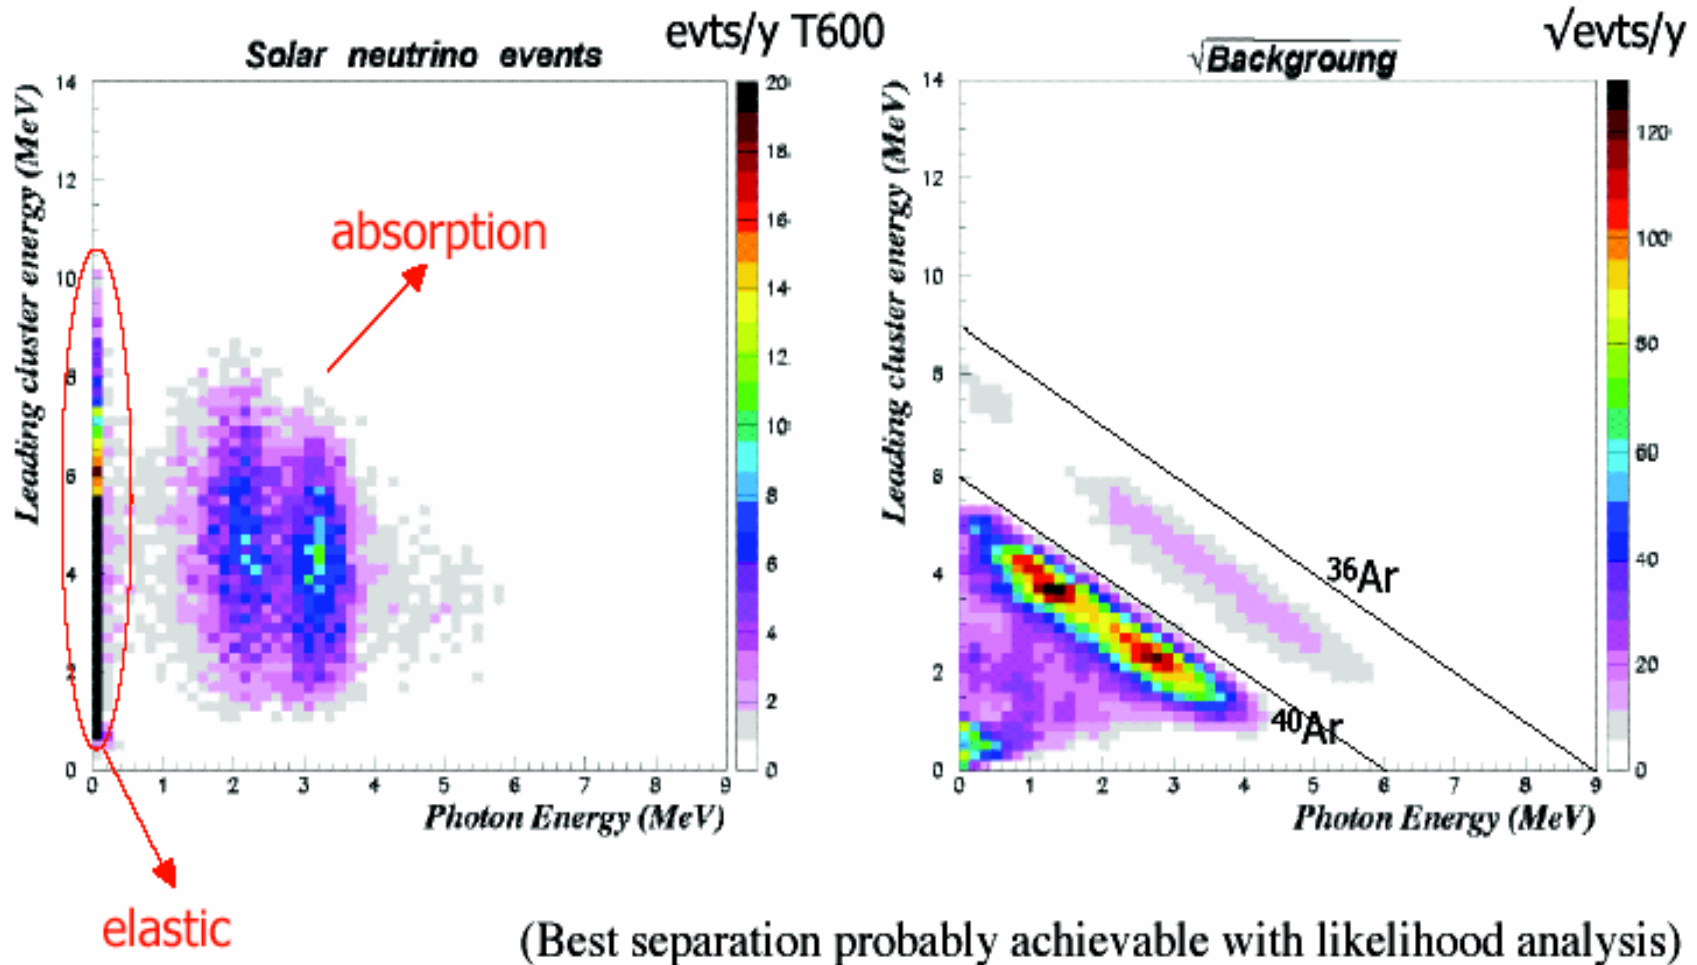 evts/y T600
√evts/y
Solar neutrino events
√Backgroung
14
12
10
8
6
4
2
0
0 1 2 3 4 5 6 7 8 9
Leading cluster energy (MeV)
Photon Energy (MeV)
20
18
16
14
12
10
8
6
4
2
0
absorption
elastic
14
12
10
8
6
4
2
0
0 1 2 3 4 5 6 7 8 9
Leading cluster energy (MeV)
Photon Energy (MeV)
36Ar
40Ar
120
100
80
60
40
20
0
(Best separation probably achievable with likelihood analysis)